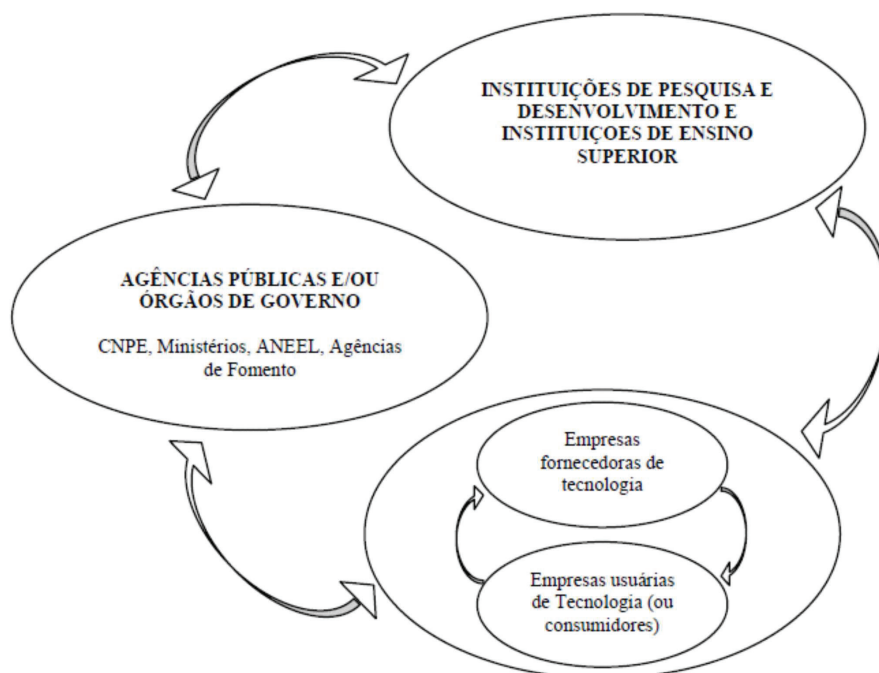 INSTITUIÇÕES DE PESQUISA E
DESENVOLVIMENTO E
INSTITUIÇOES DE ENSINO
SUPERIOR
AGÊNCIAS PÚBLICAS E/OU
ÓRGÃOS DE GOVERNO
CNPE, Ministérios, ANEEL, Agências
de Fomento
Empresas
fornecedoras de
tecnologia
Empresas usuárias
de Tecnologia (ou
consumidores)